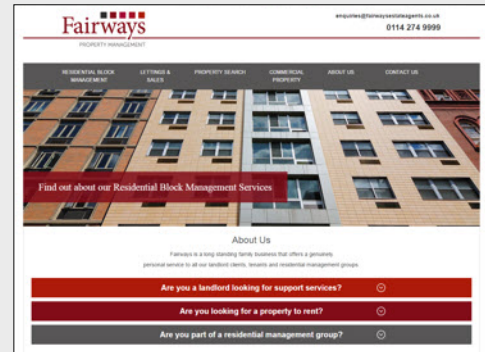 Fairways
PROPERTY MANAGEMENT
enquiries@fairwaysestateagents.co.uk
0114 274 9999
RESIDENTIAL BLOCK
MANAGEMENT
LETTINGS &
SALES
PROPERTY SEARCH
COMMERCIAL
PROPERTY
ABOUT US
CONTACT US
Find out about our Residential Block Management Services
About Us
Fairways is a long standing family business that offers a genuinely
personal service to all our landlord clients, tenants and residential management groups
Are you a landlord looking for support services?
Are you looking for a property to rent?
Are you part of a residential management group?